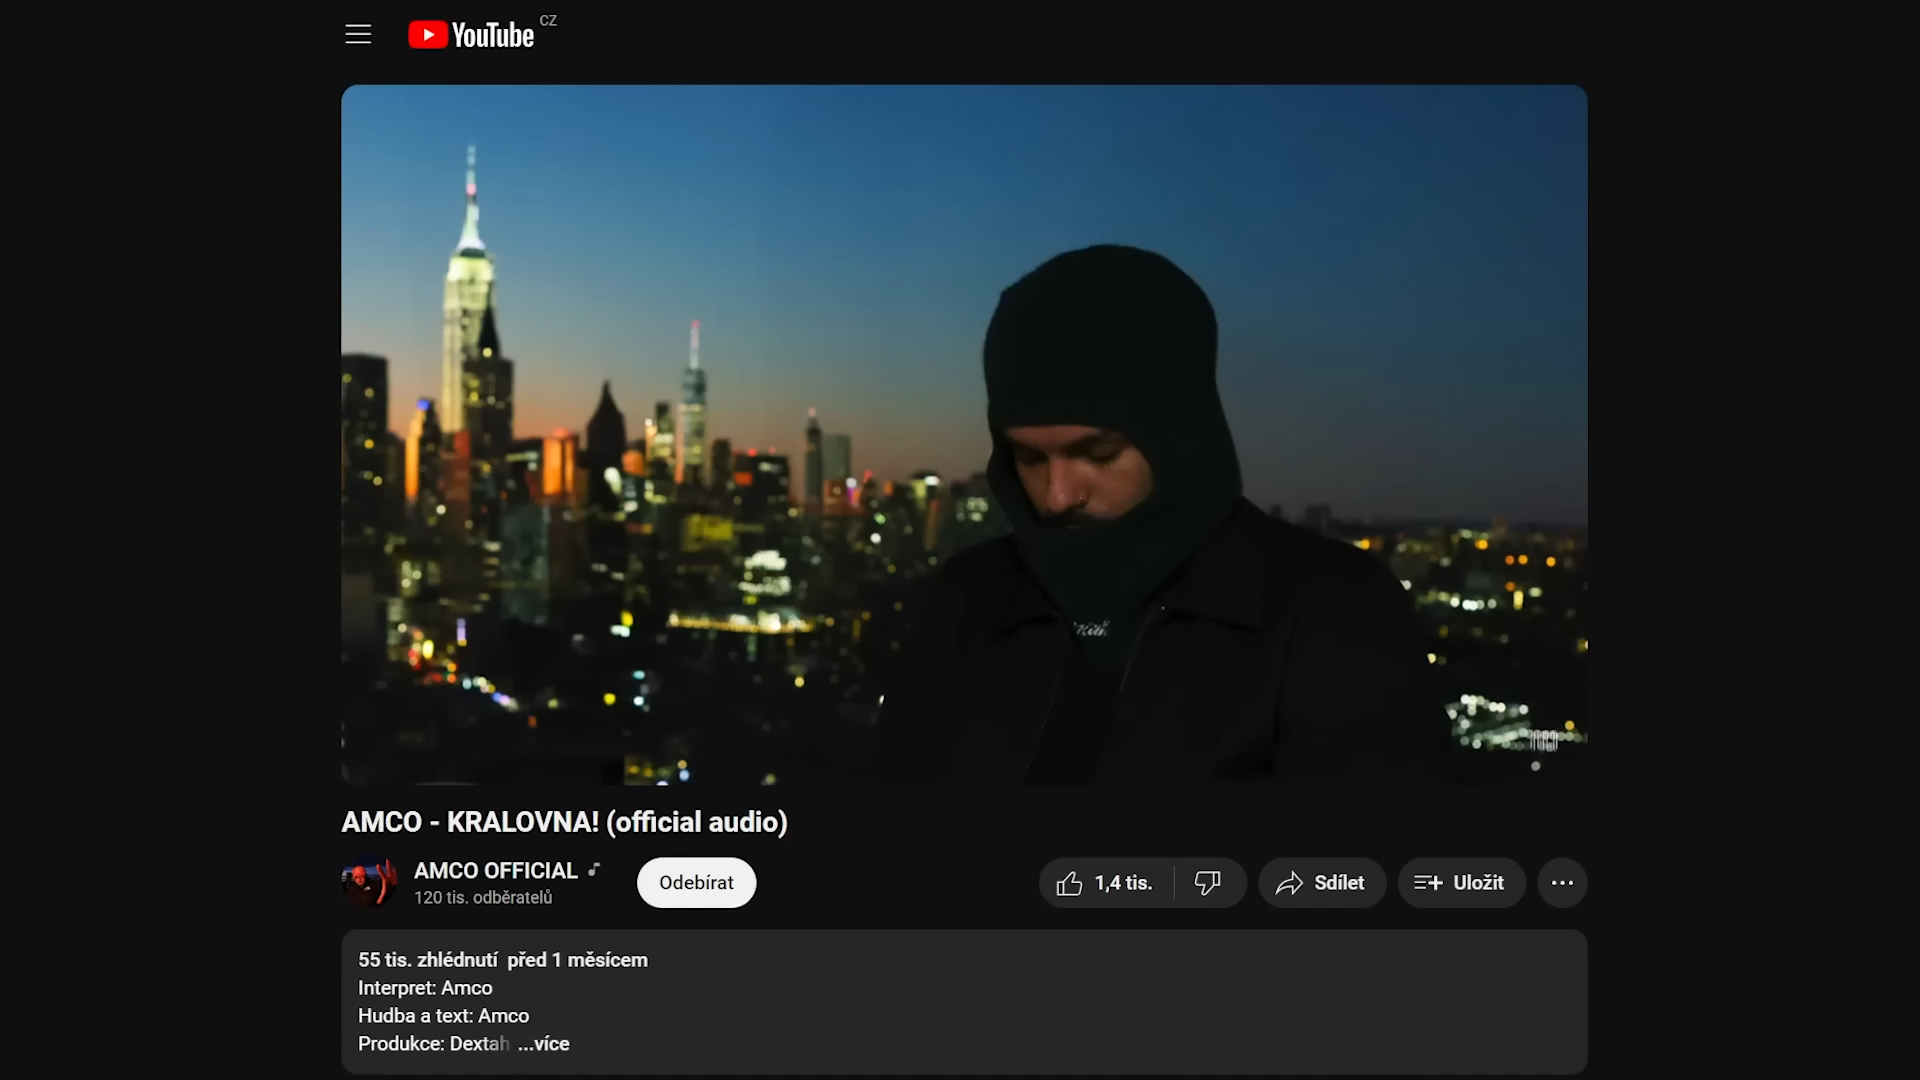 YouTube CZ
Kith
AMCO - KRALOVNA! (official audio)
AMCO OFFICIAL
120 tis. odběratelů
Odebírat
1,4 tis.
Sdílet
Uložit
55 tis. zhlédnutí před 1 měsícem
Interpret: Amco
Hudba a text: Amco
Produkce: Dextah ...více